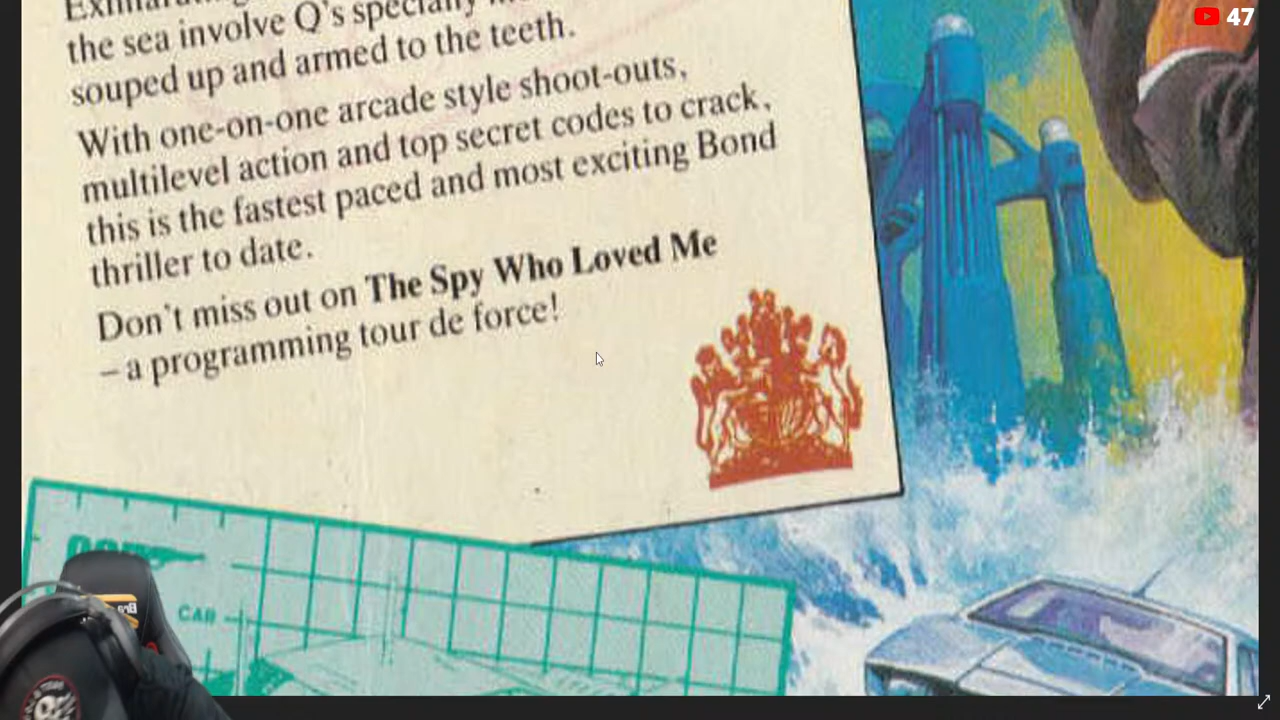 47
the sea involve Q's specially
souped up and armed to the teeth.
With one-on-one arcade style shoot-outs,
multilevel action and top secret codes to crack,
this is the fastest paced and most exciting Bond
thriller to date.
Don't miss out on The Spy Who Loved Me
– a programming tour de force!
CAR